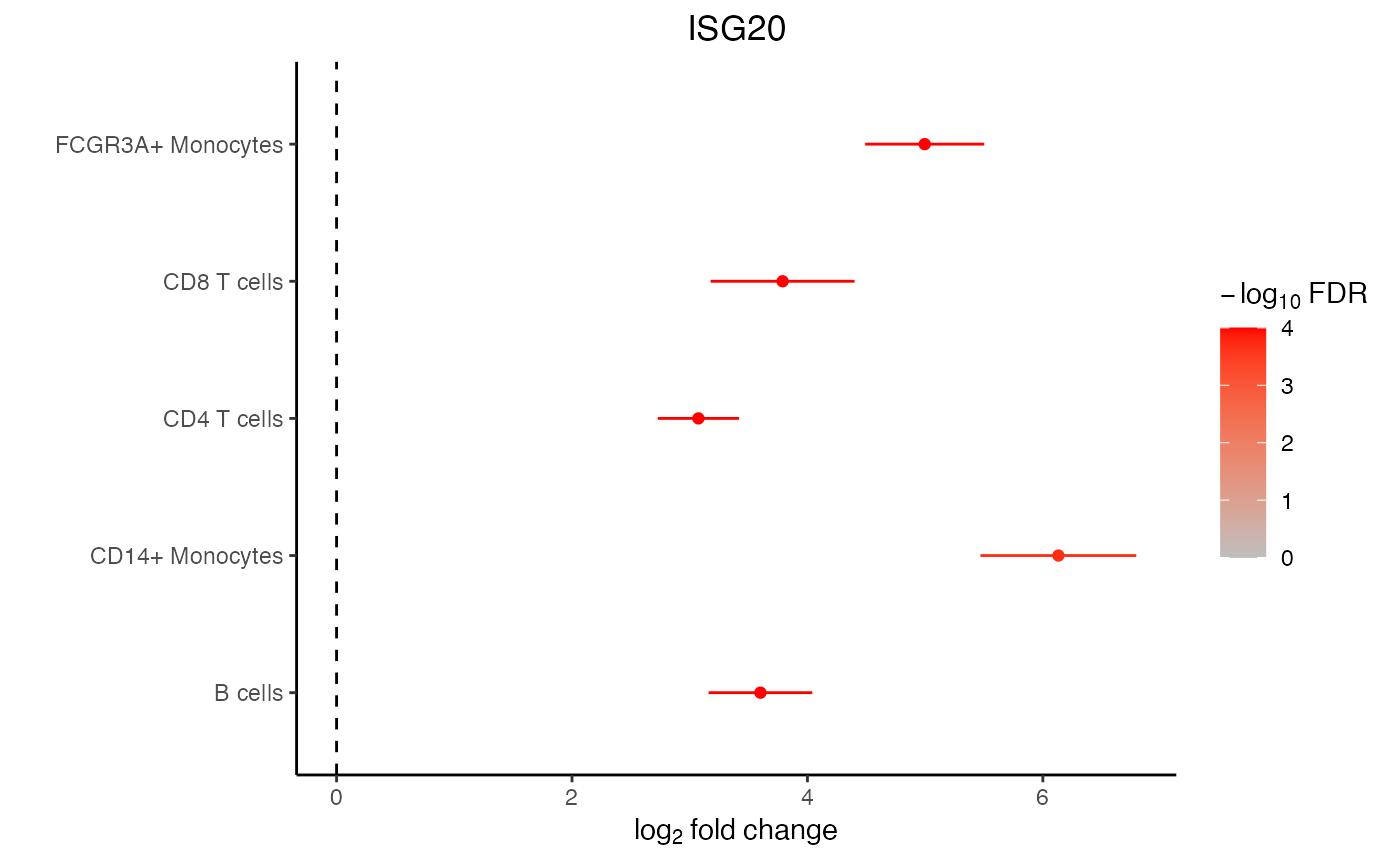 ISG20
FCGR3A+ Monocytes
CD8 T cells
CD4 T cells
CD14+ Monocytes
B cells
0 2 4 6
log₂ fold change
−log₁₀ FDR
4
3
2
1
0